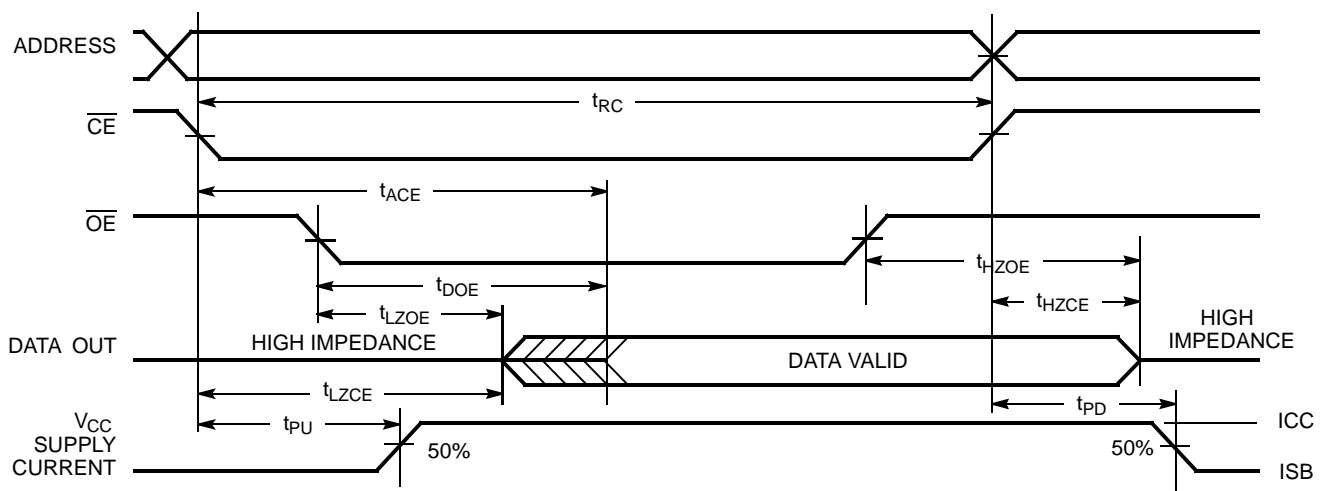 ADDRESS
tRC
CE
tACE
OE
tHZOE
tDOE
tLZOE
tHZCE
DATA OUT
HIGH IMPEDANCE
DATA VALID
HIGH
IMPEDANCE
tLZCE
VCC
SUPPLY
CURRENT
tPU
50%
tPD
50%
ICC
ISB